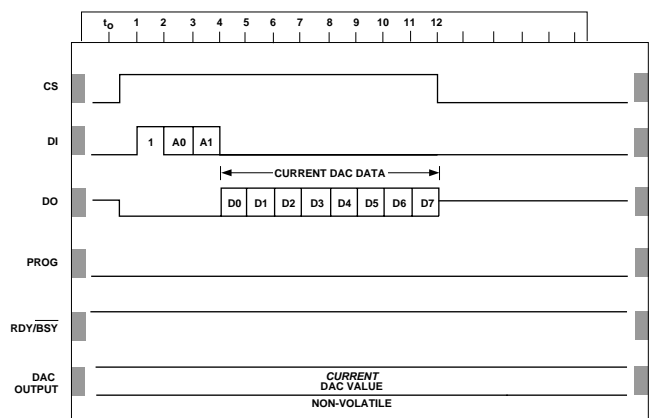 to 1 2 3 4 5 6 7 8 9 10 11 12
CS
DI 1 A0 A1
CURRENT DAC DATA
DO D0 D1 D2 D3 D4 D5 D6 D7
PROG
RDY/BSY
DAC
OUTPUT
CURRENT
DAC VALUE
NON-VOLATILE